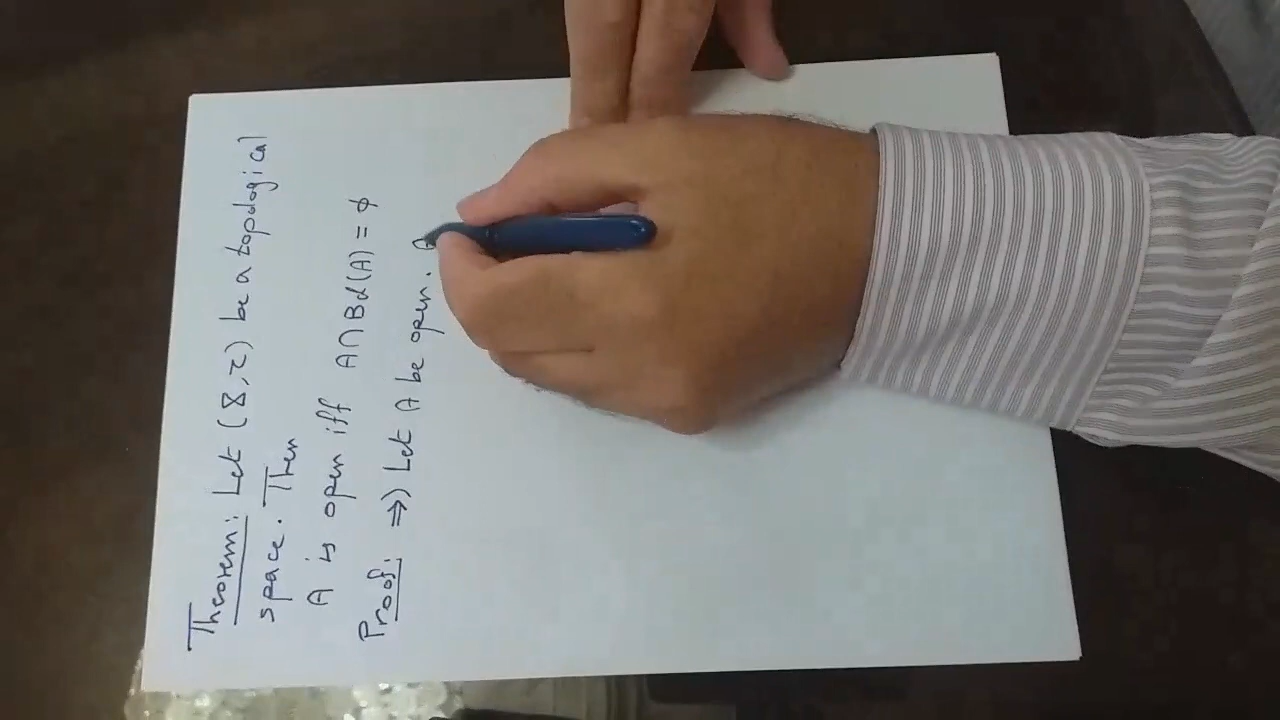 Theorem: Let (X, τ) be a topological
space. Then
A is open iff A∩Bd(A) = ϕ
Proof: ⇒) Let A be open.